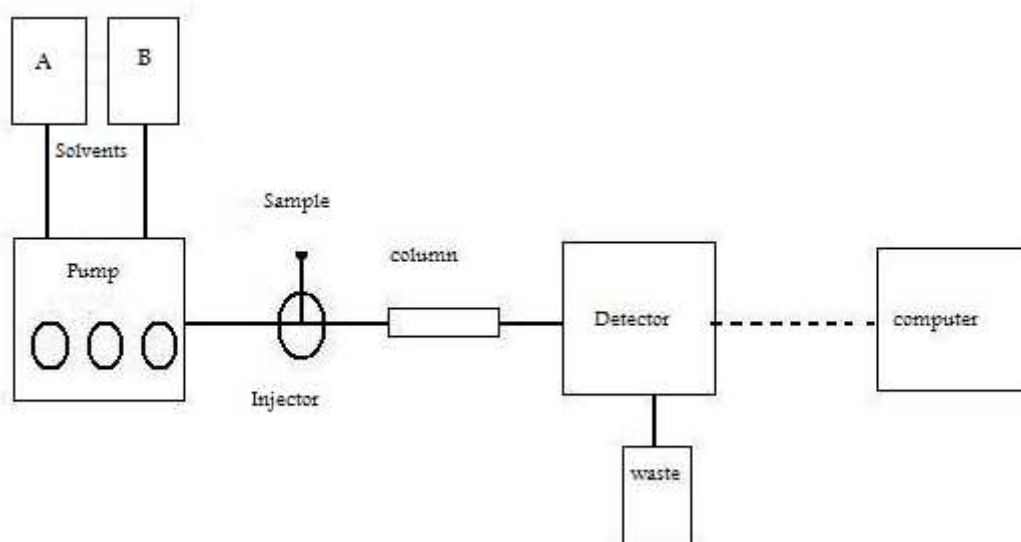 A
B
Solvents
Sample
Pump
column
Detector
computer
Injector
waste